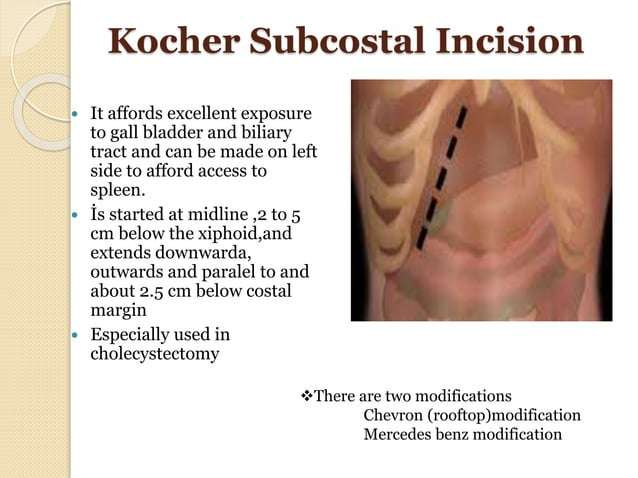 Kocher Subcostal Incision
• It affords excellent exposure
to gall bladder and biliary
tract and can be made on left
side to afford access to
spleen.
• İs started at midline ,2 to 5
cm below the xiphoid,and
extends downwarda,
outwards and paralel to and
about 2.5 cm below costal
margin
• Especially used in
cholecystectomy
❖There are two modifications
Chevron (rooftop)modification
Mercedes benz modification